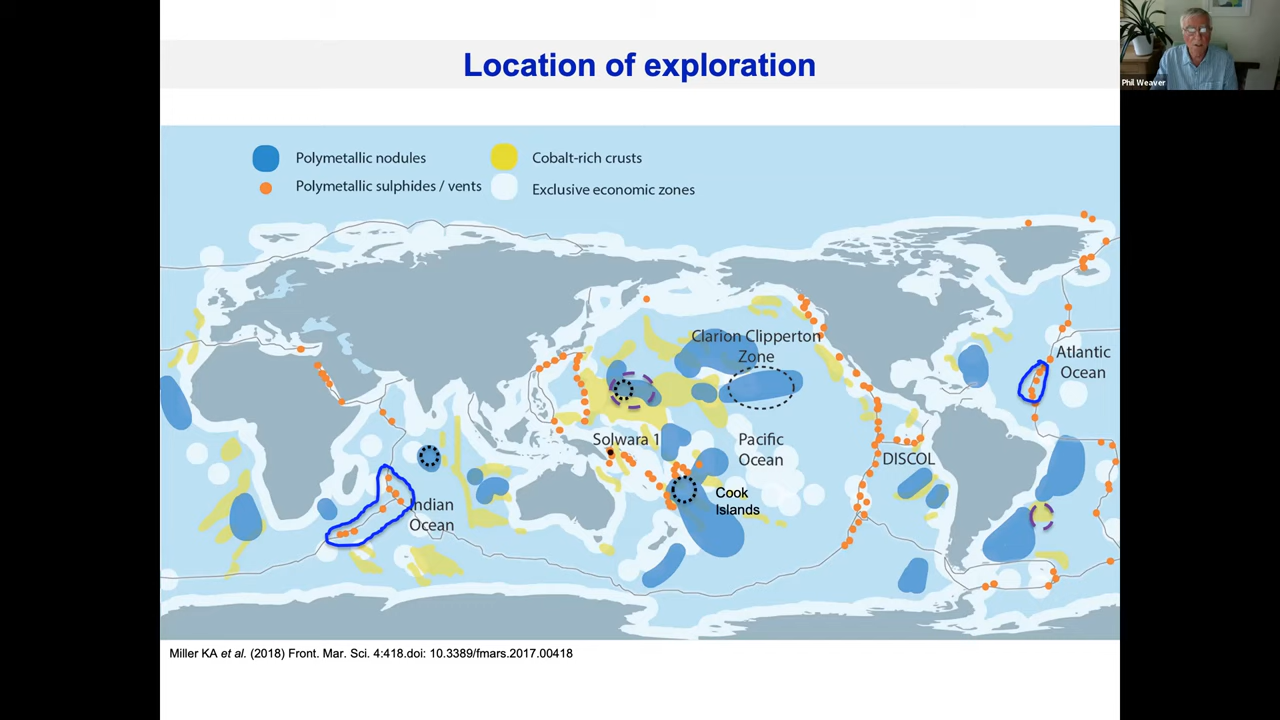 Location of exploration
Phil Weaver
Polymetallic nodules
Cobalt-rich crusts
Polymetallic sulphides / vents
Exclusive economic zones
Clarion Clipperton
Zone
Atlantic
Ocean
Solwara 1
Pacific
Ocean
DISCOL
Cook
Islands
Indian
Ocean
Miller KA et al. (2018) Front. Mar. Sci. 4:418.doi: 10.3389/fmars.2017.00418